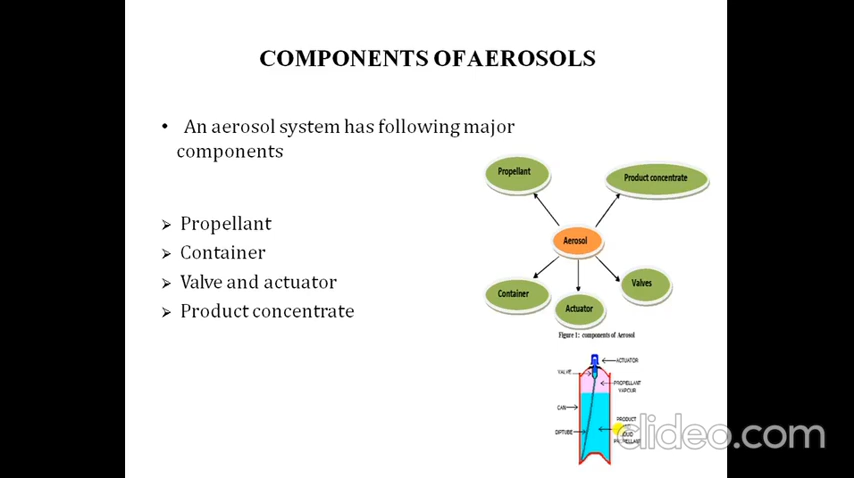 COMPONENTS OF AEROSOLS
• An aerosol system has following major
components
➢ Propellant
➢ Container
➢ Valve and actuator
➢ Product concentrate
Propellant
Product concentrate
Aerosol
Container
Actuator
Valves
Figure 1: components of Aerosol
ACTUATOR
VALVE
PROPELLANT
VAPOUR
CAN
PRODUCT
DIPTUBE
LIQUID
PROPELLANT
clideo.com